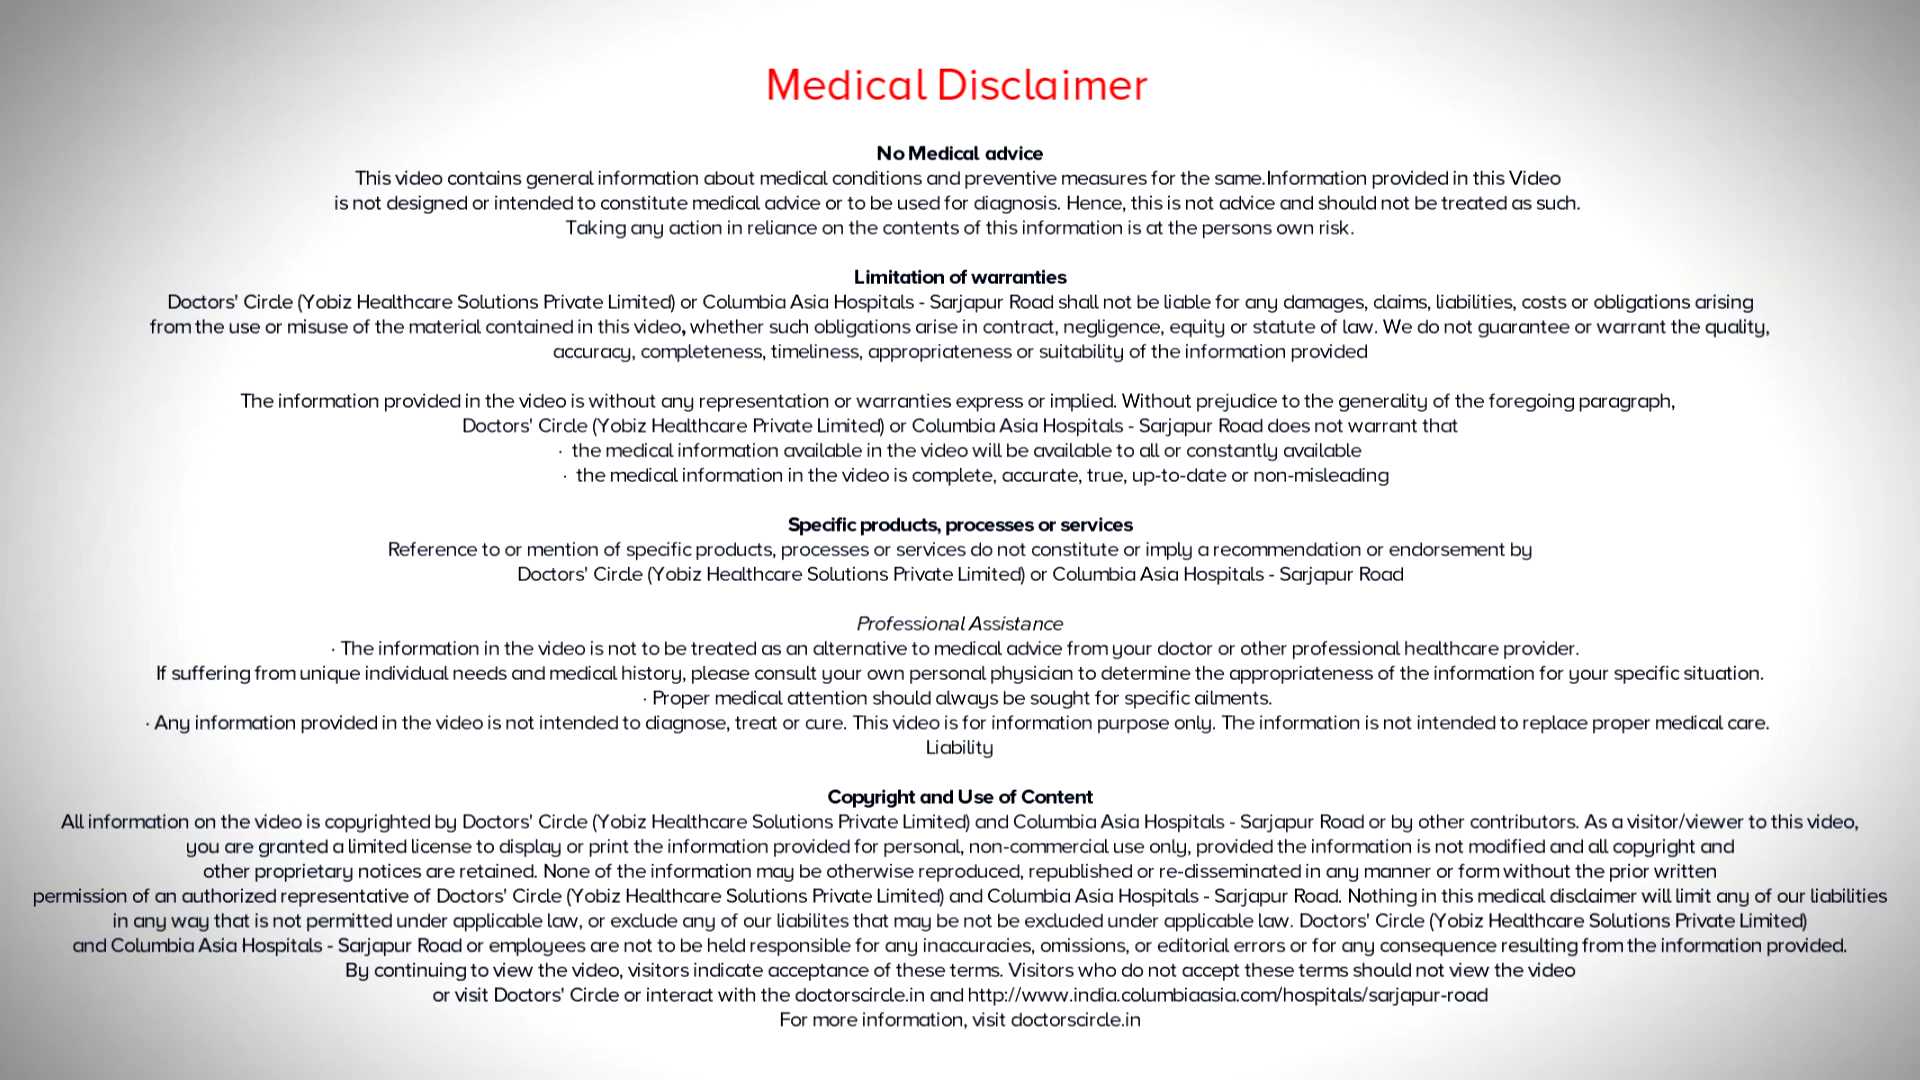 Medical Disclaimer
No Medical advice
This video contains general information about medical conditions and preventive measures for the same.Information provided in this Video
is not designed or intended to constitute medical advice or to be used for diagnosis. Hence, this is not advice and should not be treated as such.
Taking any action in reliance on the contents of this information is at the persons own risk.
Limitation of warranties
Doctors' Circle (Yobiz Healthcare Solutions Private Limited) or Columbia Asia Hospitals - Sarjapur Road shall not be liable for any damages, claims, liabilities, costs or obligations arising
from the use or misuse of the material contained in this video, whether such obligations arise in contract, negligence, equity or statute of law. We do not guarantee or warrant the quality,
accuracy, completeness, timeliness, appropriateness or suitability of the information provided
The information provided in the video is without any representation or warranties express or implied. Without prejudice to the generality of the foregoing paragraph,
Doctors' Circle (Yobiz Healthcare Private Limited) or Columbia Asia Hospitals - Sarjapur Road does not warrant that
· the medical information available in the video will be available to all or constantly available
· the medical information in the video is complete, accurate, true, up-to-date or non-misleading
Specific products, processes or services
Reference to or mention of specific products, processes or services do not constitute or imply a recommendation or endorsement by
Doctors' Circle (Yobiz Healthcare Solutions Private Limited) or Columbia Asia Hospitals - Sarjapur Road
Professional Assistance
· The information in the video is not to be treated as an alternative to medical advice from your doctor or other professional healthcare provider.
If suffering from unique individual needs and medical history, please consult your own personal physician to determine the appropriateness of the information for your specific situation.
· Proper medical attention should always be sought for specific ailments.
· Any information provided in the video is not intended to diagnose, treat or cure. This video is for information purpose only. The information is not intended to replace proper medical care.
Liability
Copyright and Use of Content
All information on the video is copyrighted by Doctors' Circle (Yobiz Healthcare Solutions Private Limited) and Columbia Asia Hospitals - Sarjapur Road or by other contributors. As a visitor/viewer to this video,
you are granted a limited license to display or print the information provided for personal, non-commercial use only, provided the information is not modified and all copyright and
other proprietary notices are retained. None of the information may be otherwise reproduced, republished or re-disseminated in any manner or form without the prior written
permission of an authorized representative of Doctors' Circle (Yobiz Healthcare Solutions Private Limited) and Columbia Asia Hospitals - Sarjapur Road. Nothing in this medical disclaimer will limit any of our liabilities
in any way that is not permitted under applicable law, or exclude any of our liabilites that may be not be excluded under applicable law. Doctors' Circle (Yobiz Healthcare Solutions Private Limited)
and Columbia Asia Hospitals - Sarjapur Road or employees are not to be held responsible for any inaccuracies, omissions, or editorial errors or for any consequence resulting from the information provided.
By continuing to view the video, visitors indicate acceptance of these terms. Visitors who do not accept these terms should not view the video
or visit Doctors' Circle or interact with the doctorscircle.in and http://www.india.columbiaasia.com/hospitals/sarjapur-road
For more information, visit doctorscircle.in